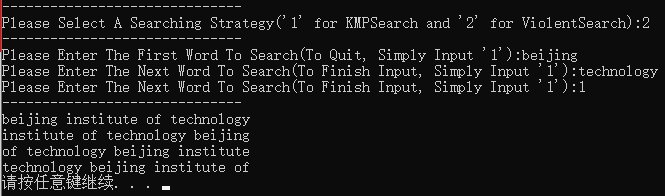 ------------------------------
Please Select A Searching Strategy('1' for KMPSearch and '2' for ViolentSearch):2
------------------------------
Please Enter The First Word To Search(To Quit, Simply Input '1'):beijing
Please Enter The Next Word To Search(To Finish Input, Simply Input '1'):technology
Please Enter The Next Word To Search(To Finish Input, Simply Input '1'):1
------------------------------
beijing institute of technology
institute of technology beijing
of technology beijing institute
technology beijing institute of
请按任意键继续. . .